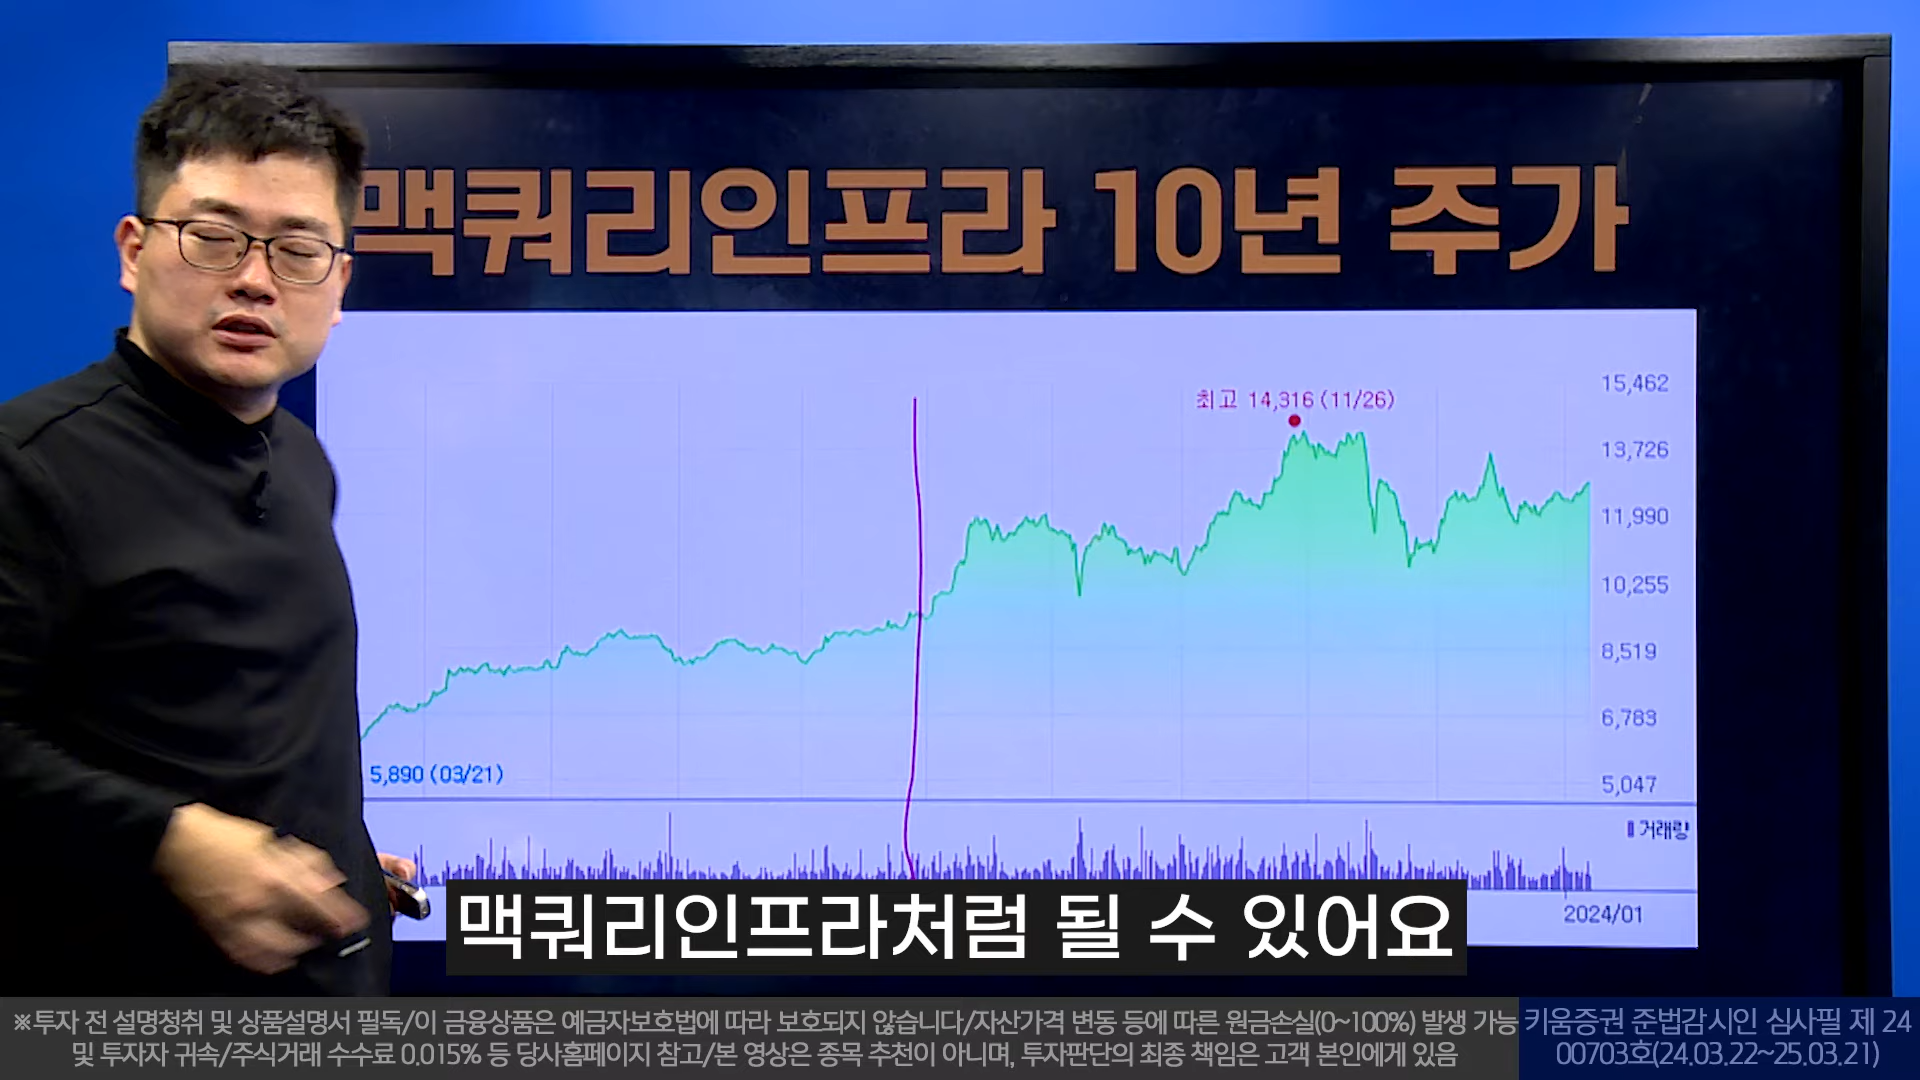 맥쿼리인프라 10년 주가
최고 14,316 (11/26)
15,462
13,726
11,990
10,255
8,519
6,783
5,047
5,890 (03/21)
거래량
2024/01
맥쿼리인프라처럼 될 수 있어요
※투자 전 설명청취 및 상품설명서 필독/이 금융상품은 예금자보호법에 따라 보호되지 않습니다/자산가격 변동 등에 따른 원금손실(0~100%) 발생 가능
및 투자자 귀속/주식거래 수수료 0.015% 등 당사홈페이지 참고/본 영상은 종목 추천이 아니며, 투자판단의 최종 책임은 고객 본인에게 있음
키움증권 준법감시인 심사필 제 24
00703호(24.03.22~25.03.21)